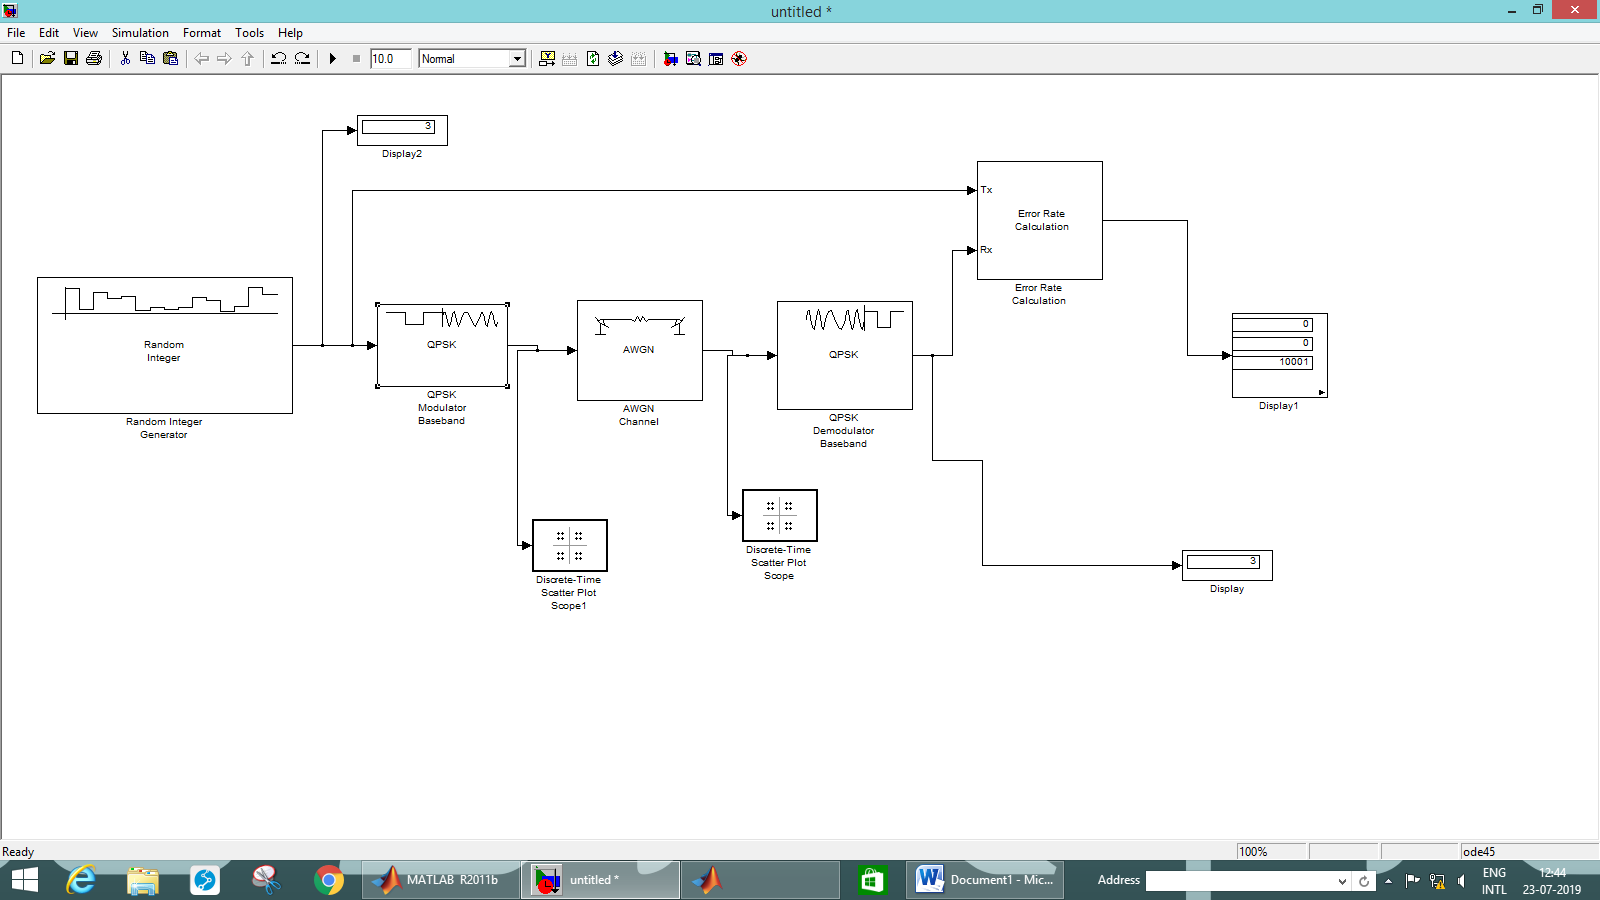 untitled *
File Edit View Simulation Format Tools Help
10.0 Normal
3
Display2
Tx
Error Rate
Calculation
Rx
Error Rate
Calculation
Random
Integer
Random Integer
Generator
QPSK
QPSK
Modulator
Baseband
AWGN
AWGN
Channel
QPSK
QPSK
Demodulator
Baseband
0
0
10001
Display1
Discrete-Time
Scatter Plot
Scope
Discrete-Time
Scatter Plot
Scope1
3
Display
Ready 100% ode45
MATLAB R2011b untitled * Document1 - Mic... Address ENG 12:44
INTL 23-07-2019